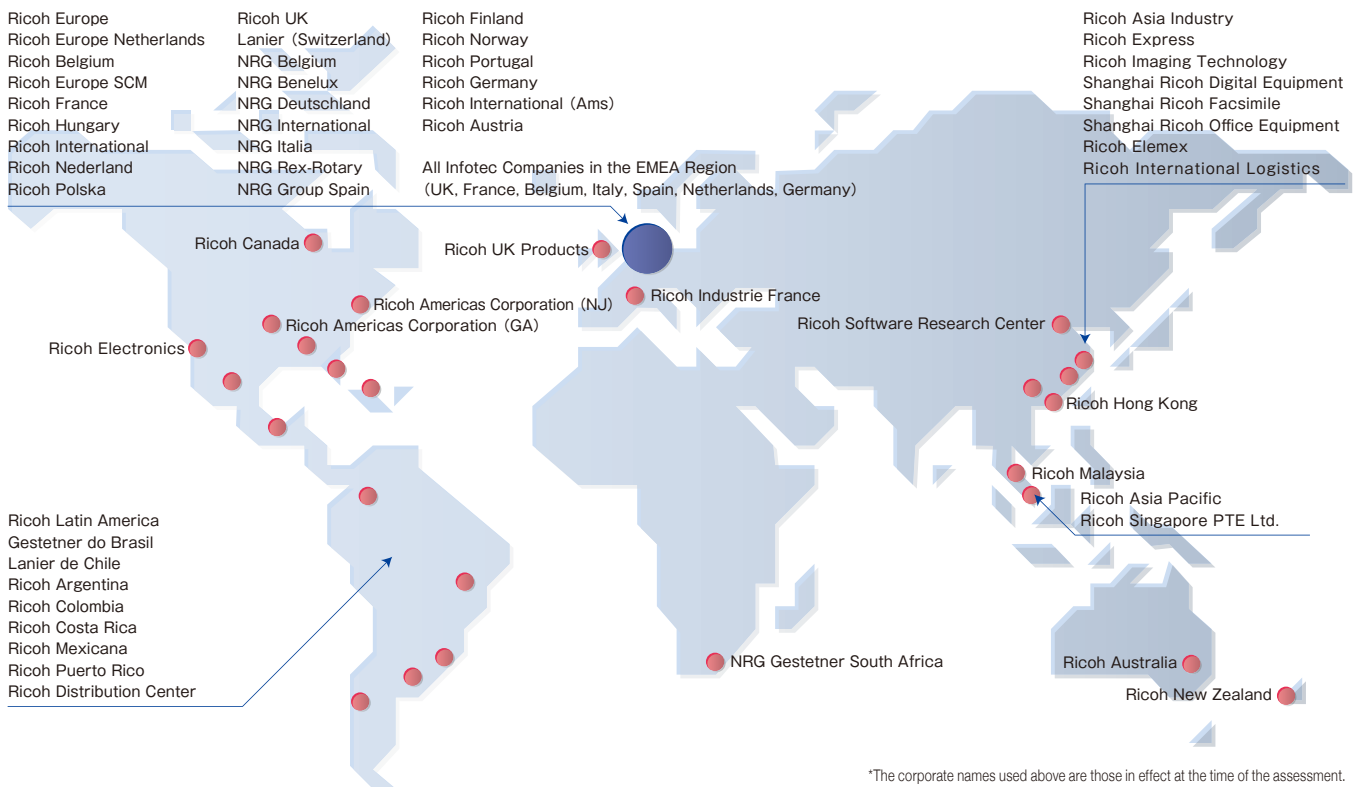 Ricoh Europe
Ricoh Europe Netherlands
Ricoh Belgium
Ricoh Europe SCM
Ricoh France
Ricoh Hungary
Ricoh International
Ricoh Nederland
Ricoh Polska
Ricoh UK
Lanier (Switzerland)
NRG Belgium
NRG Benelux
NRG Deutschland
NRG International
NRG Italia
NRG Rex-Rotary
NRG Group Spain
Ricoh Finland
Ricoh Norway
Ricoh Portugal
Ricoh Germany
Ricoh International (Ams)
Ricoh Austria
All Infotec Companies in the EMEA Region
(UK, France, Belgium, Italy, Spain, Netherlands, Germany)
Ricoh Asia Industry
Ricoh Express
Ricoh Imaging Technology
Shanghai Ricoh Digital Equipment
Shanghai Ricoh Facsimile
Shanghai Ricoh Office Equipment
Ricoh Elemex
Ricoh International Logistics
Ricoh Canada
Ricoh UK Products
Ricoh Industrie France
Ricoh Americas Corporation (NJ)
Ricoh Americas Corporation (GA)
Ricoh Software Research Center
Ricoh Electronics
Ricoh Hong Kong
Ricoh Malaysia
Ricoh Asia Pacific
Ricoh Singapore PTE Ltd.
Ricoh Latin America
Gestetner do Brasil
Lanier de Chile
Ricoh Argentina
Ricoh Colombia
Ricoh Costa Rica
Ricoh Mexicana
Ricoh Puerto Rico
Ricoh Distribution Center
NRG Gestetner South Africa
Ricoh Australia
Ricoh New Zealand
*The corporate names used above are those in effect at the time of the assessment.